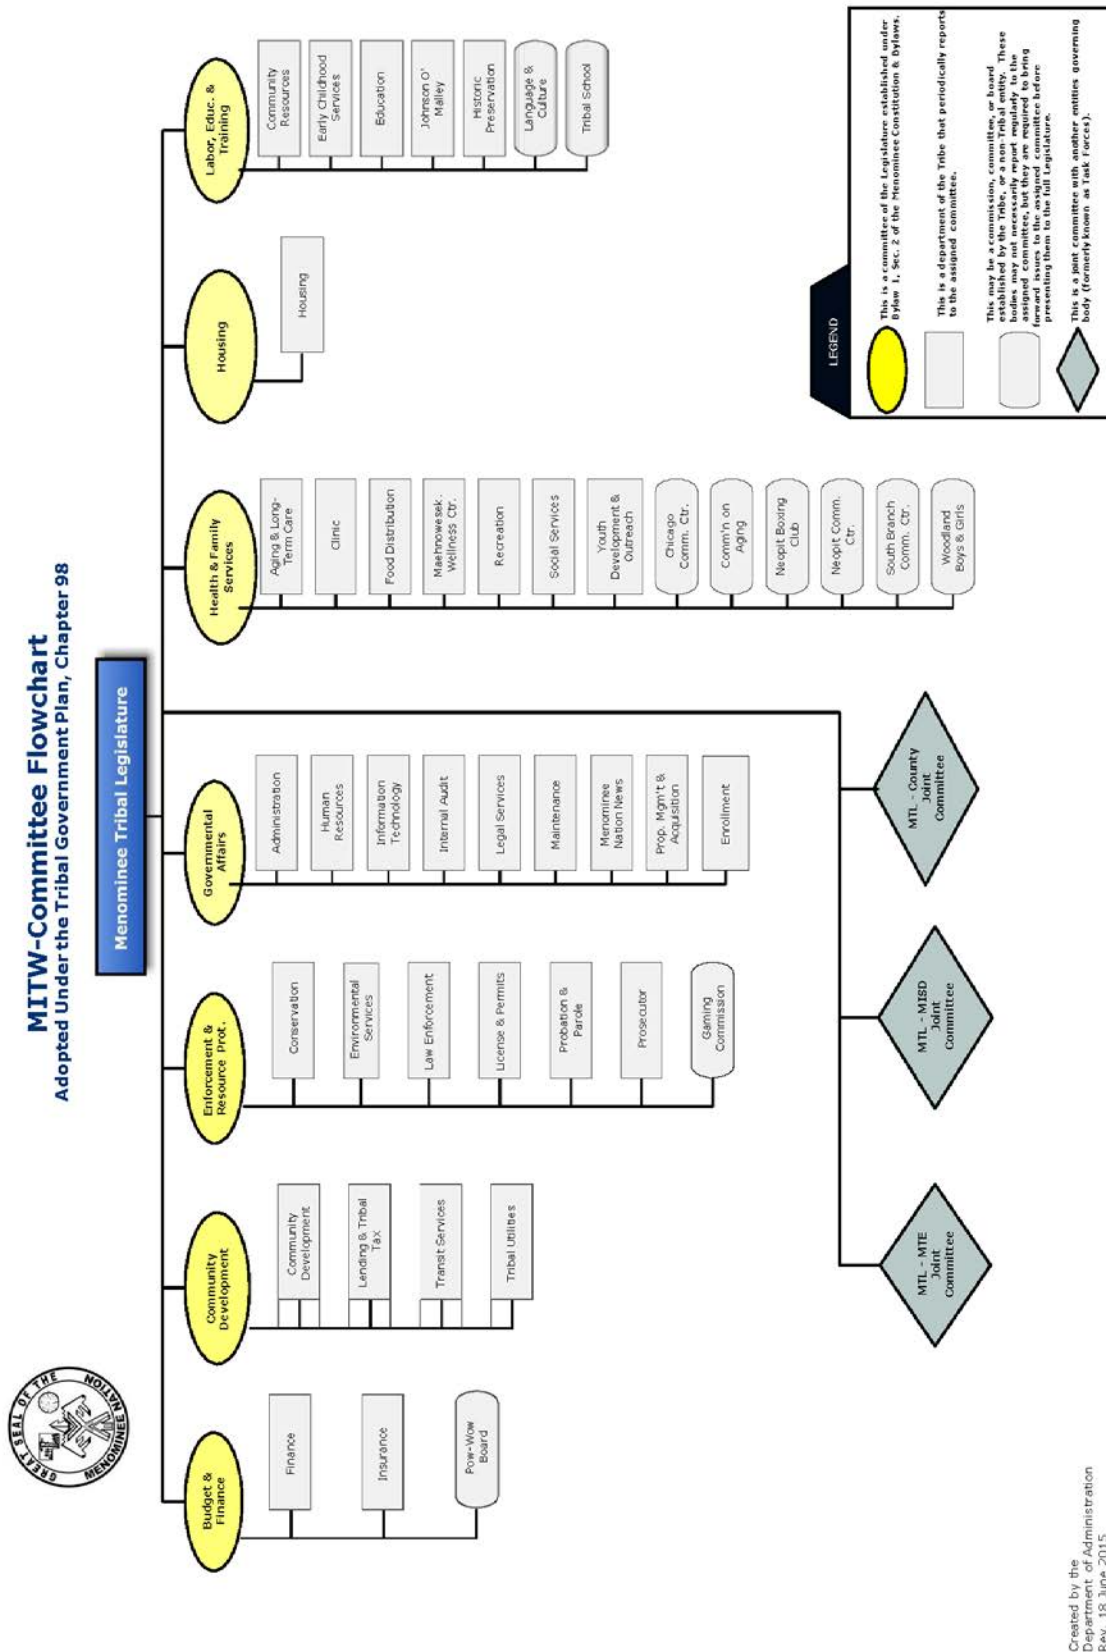 GREAT SEAL OF THE
MENOMINEE NATION
MITW-Committee Flowchart
Adopted Under the Tribal Government Plan, Chapter 98
Menominee Tribal Legislature
Budget &
Finance
Finance
Insurance
Pow-Wow
Board
Community
Development
Community
Development
Lending & Tribal
Tax
Transit Services
Tribal Utilities
Enforcement &
Resource Prot.
Conservation
Environmental
Services
Law Enforcement
License & Permits
Probation &
Parole
Prosecutor
Gaming
Commission
Governmental
Affairs
Administration
Human
Resources
Information
Technology
Internal Audit
Legal Services
Maintenance
Menominee
Nation News
Prop. Mgm't &
Acquisition
Enrollment
Health & Family
Services
Aging & Long-
Term Care
Clinic
Food Distribution
Maehnowesek.
Wellness Ctr.
Recreation
Social Services
Youth
Development &
Outreach
Chicago
Comm. Ctr.
Comm'n on
Aging
Neopit Boxing
Club
Neopit Comm.
Ctr.
South Branch
Comm. Ctr.
Woodland
Boys & Girls
Housing
Housing
Labor, Educ. &
Training
Community
Resources
Early Childhood
Services
Education
Johnson O'
Malley
Historic
Preservation
Language &
Culture
Tribal School
MTL - MTE
Joint
Committee
MTL - MISD
Joint
Committee
MTL - County
Joint
Committee
LEGEND
This is a committee of the Legislature established under
Bylaw 1, Sec. 2 of the Menominee Constitution & Bylaws.
This is a department of the Tribe that periodically reports
to the assigned committee.
This may be a commission, committee, or board
established by the Tribe, or a non-Tribal entity. These
bodies may not necessarily report regularly to the
assigned committee, but they are required to bring
forward issues to the assigned committee before
presenting them to the full Legislature.
This is a joint committee with another entities governing
body (formerly known as Task Forces).
Created by the
Department of Administration
Rev. 18 June 2015